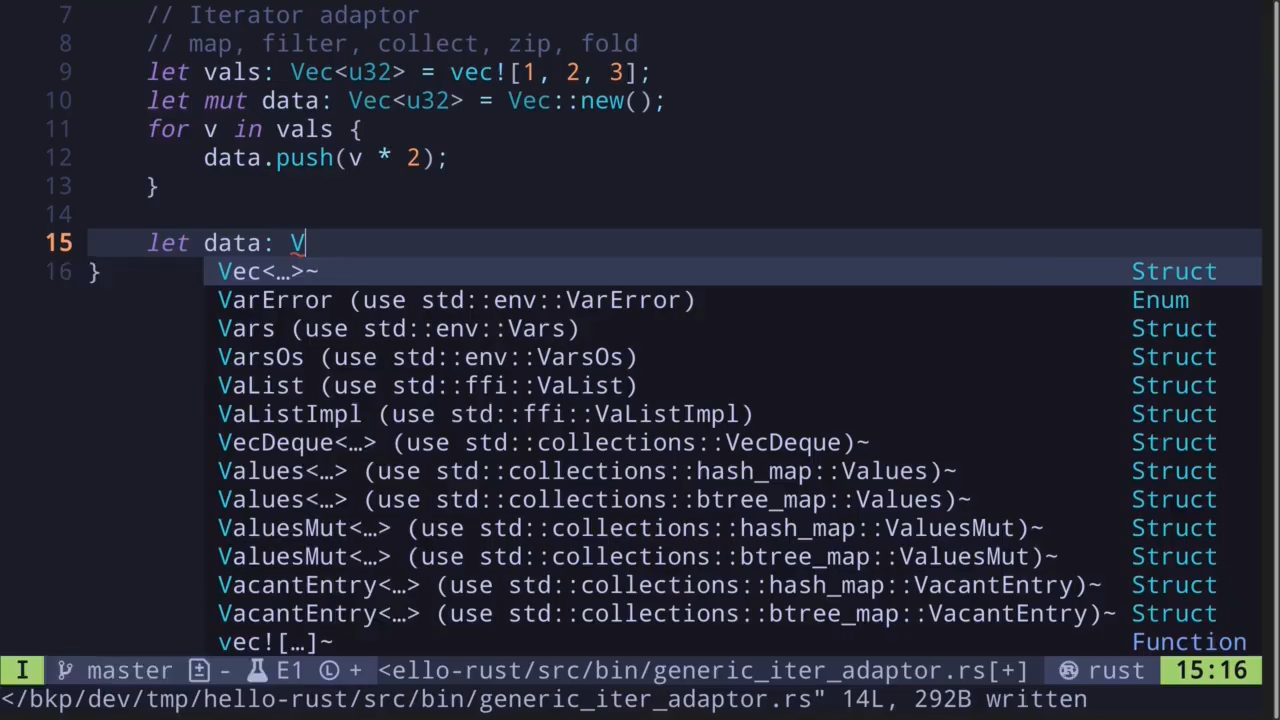 7 // Iterator adaptor
8 // map, filter, collect, zip, fold
9 let vals: Vec<u32> = vec![1, 2, 3];
10 let mut data: Vec<u32> = Vec::new();
11 for v in vals {
12 data.push(v * 2);
13 }
14
15 let data: V
16 } Vec<…>~ Struct
VarError (use std::env::VarError) Enum
Vars (use std::env::Vars) Struct
VarsOs (use std::env::VarsOs) Struct
VaList (use std::ffi::VaList) Struct
VaListImpl (use std::ffi::VaListImpl) Struct
VecDeque<…> (use std::collections::VecDeque)~ Struct
Values<…> (use std::collections::hash_map::Values)~ Struct
Values<…> (use std::collections::btree_map::Values)~ Struct
ValuesMut<…> (use std::collections::hash_map::ValuesMut)~ Struct
ValuesMut<…> (use std::collections::btree_map::ValuesMut)~ Struct
VacantEntry<…> (use std::collections::hash_map::VacantEntry)~ Struct
VacantEntry<…> (use std::collections::btree_map::VacantEntry)~ Struct
vec![…]~ Function
I master - E1 Ⓛ + <ello-rust/src/bin/generic_iter_adaptor.rs[+] rust 15:16
</bkp/dev/tmp/hello-rust/src/bin/generic_iter_adaptor.rs" 14L, 292B written